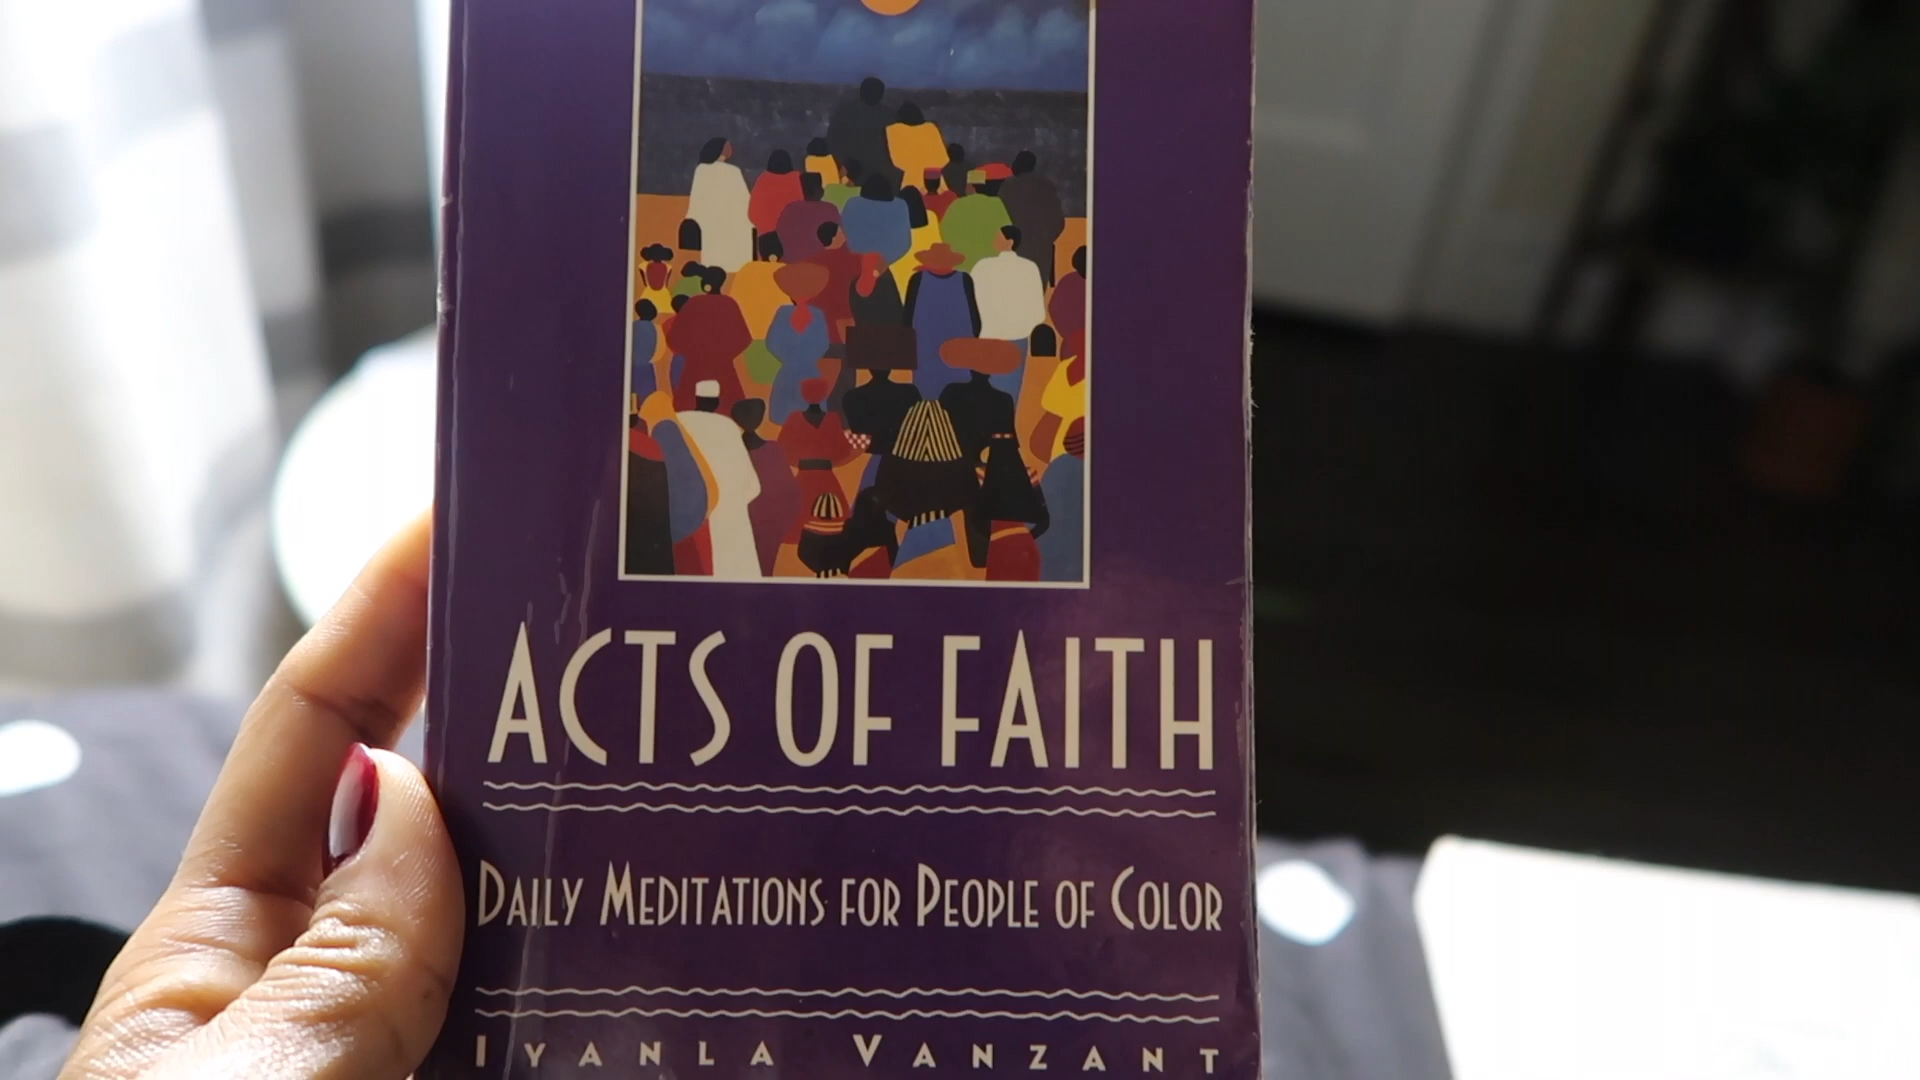 ACTS OF FAITH
DAILY MEDITATIONS FOR PEOPLE OF COLOR
IYANLA VANZANT